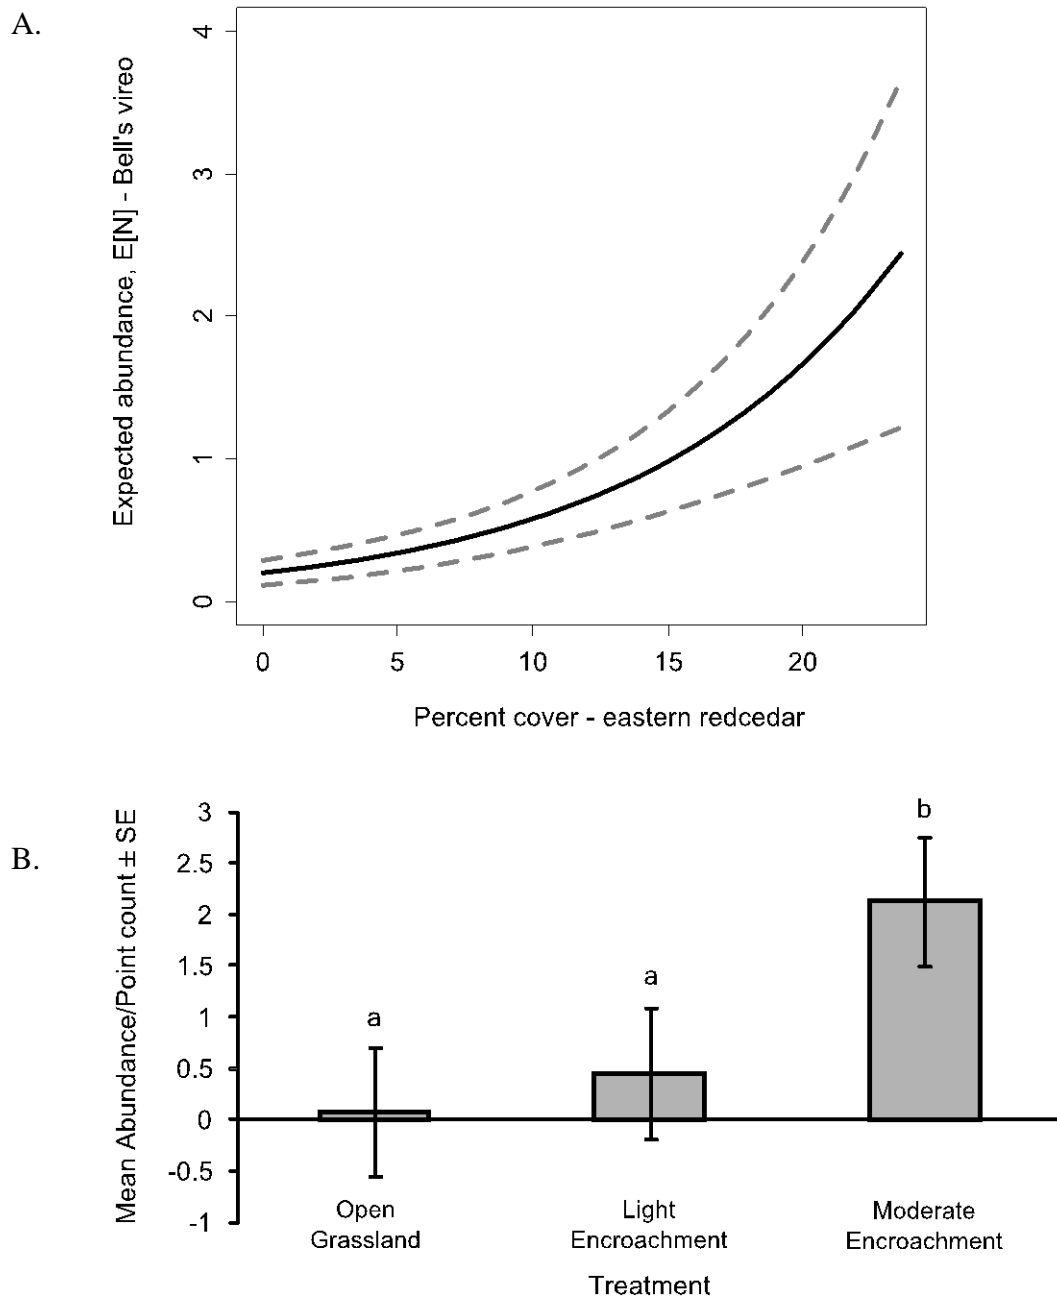 A.
Expected abundance, E[N] - Bell's vireo
4
3
2
1
0
0 5 10 15 20
Percent cover - eastern redcedar
B.
Mean Abundance/Point count ± SE
3
2.5
2
1.5
1
0.5
0
-0.5
-1
a
a
b
Open
Grassland
Light
Encroachment
Moderate
Encroachment
Treatment